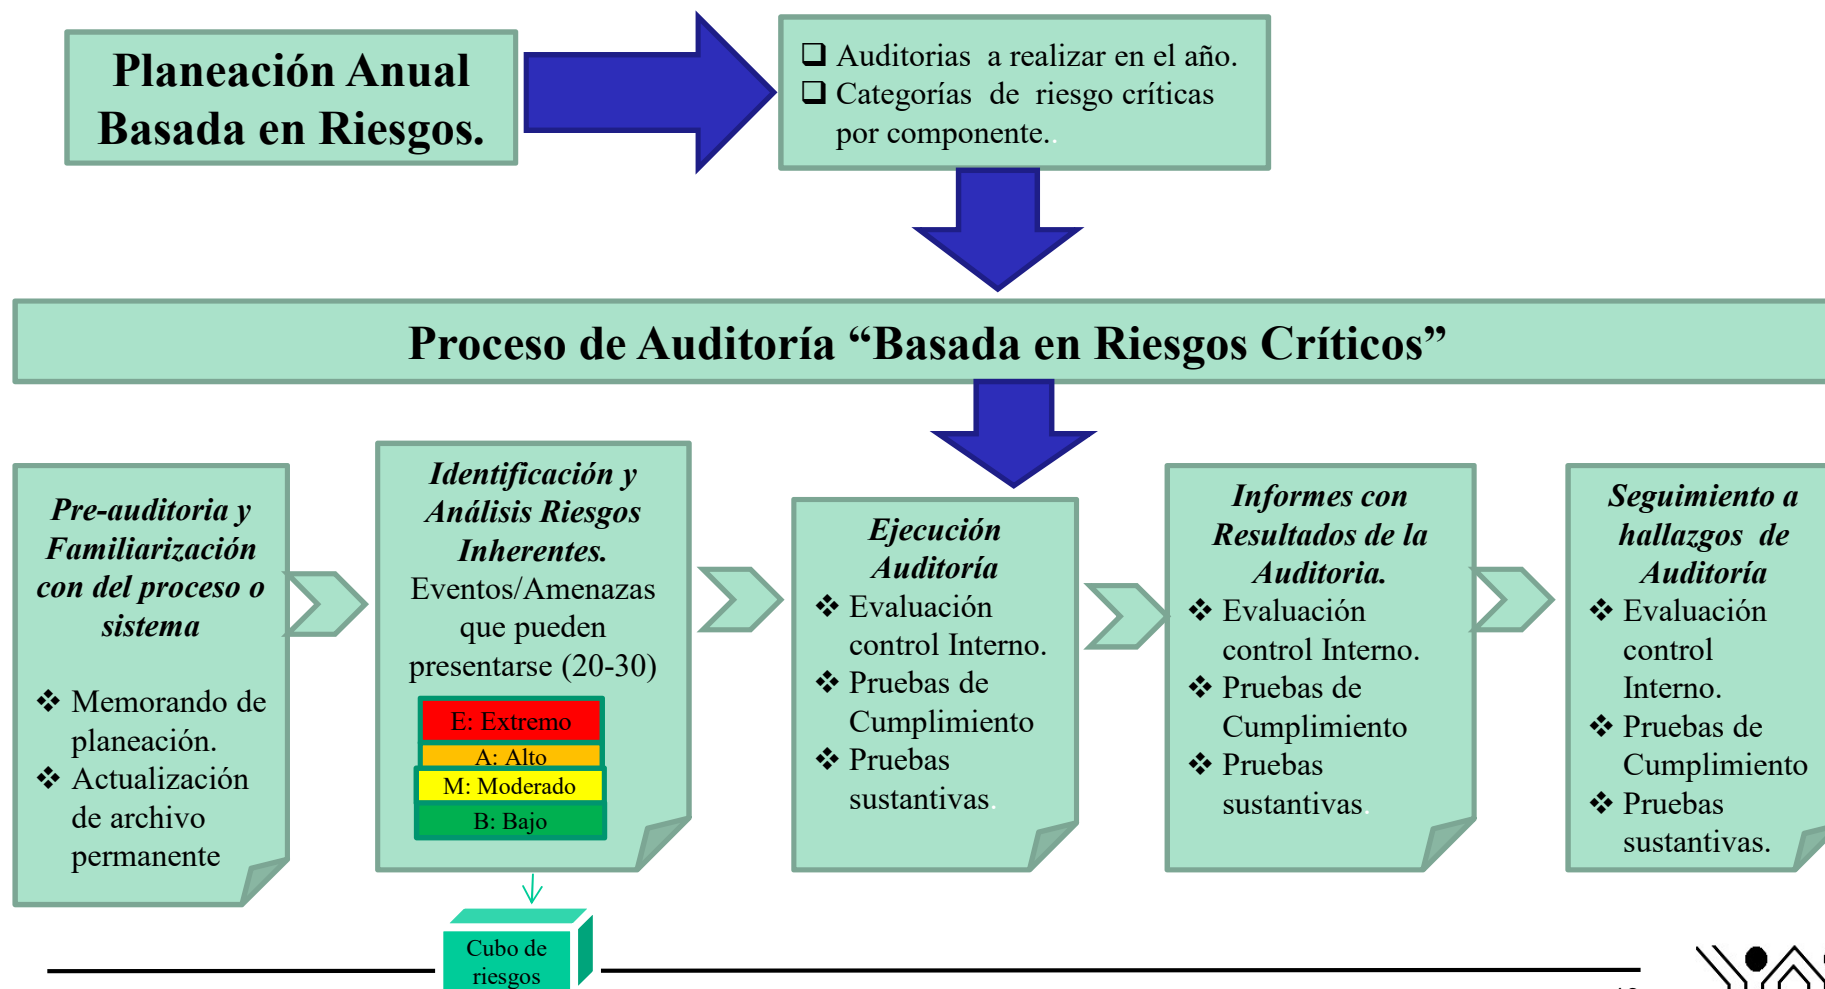 Planeación Anual
Basada en Riesgos.
❑ Auditorias a realizar en el año.
❑ Categorías de riesgo críticas
por componente..
Proceso de Auditoría “Basada en Riesgos Críticos”
Pre-auditoria y
Familiarización
con del proceso o
sistema
❖ Memorando de
planeación.
❖ Actualización
de archivo
permanente
Identificación y
Análisis Riesgos
Inherentes.
Eventos/Amenazas
que pueden
presentarse (20-30)
E: Extremo
A: Alto
M: Moderado
B: Bajo
Cubo de
riesgos
Ejecución
Auditoría
❖ Evaluación
control Interno.
❖ Pruebas de
Cumplimiento
❖ Pruebas
sustantivas.
Informes con
Resultados de la
Auditoria.
❖ Evaluación
control Interno.
❖ Pruebas de
Cumplimiento
❖ Pruebas
sustantivas.
Seguimiento a
hallazgos de
Auditoría
❖ Evaluación
control
Interno.
❖ Pruebas de
Cumplimiento
❖ Pruebas
sustantivas.